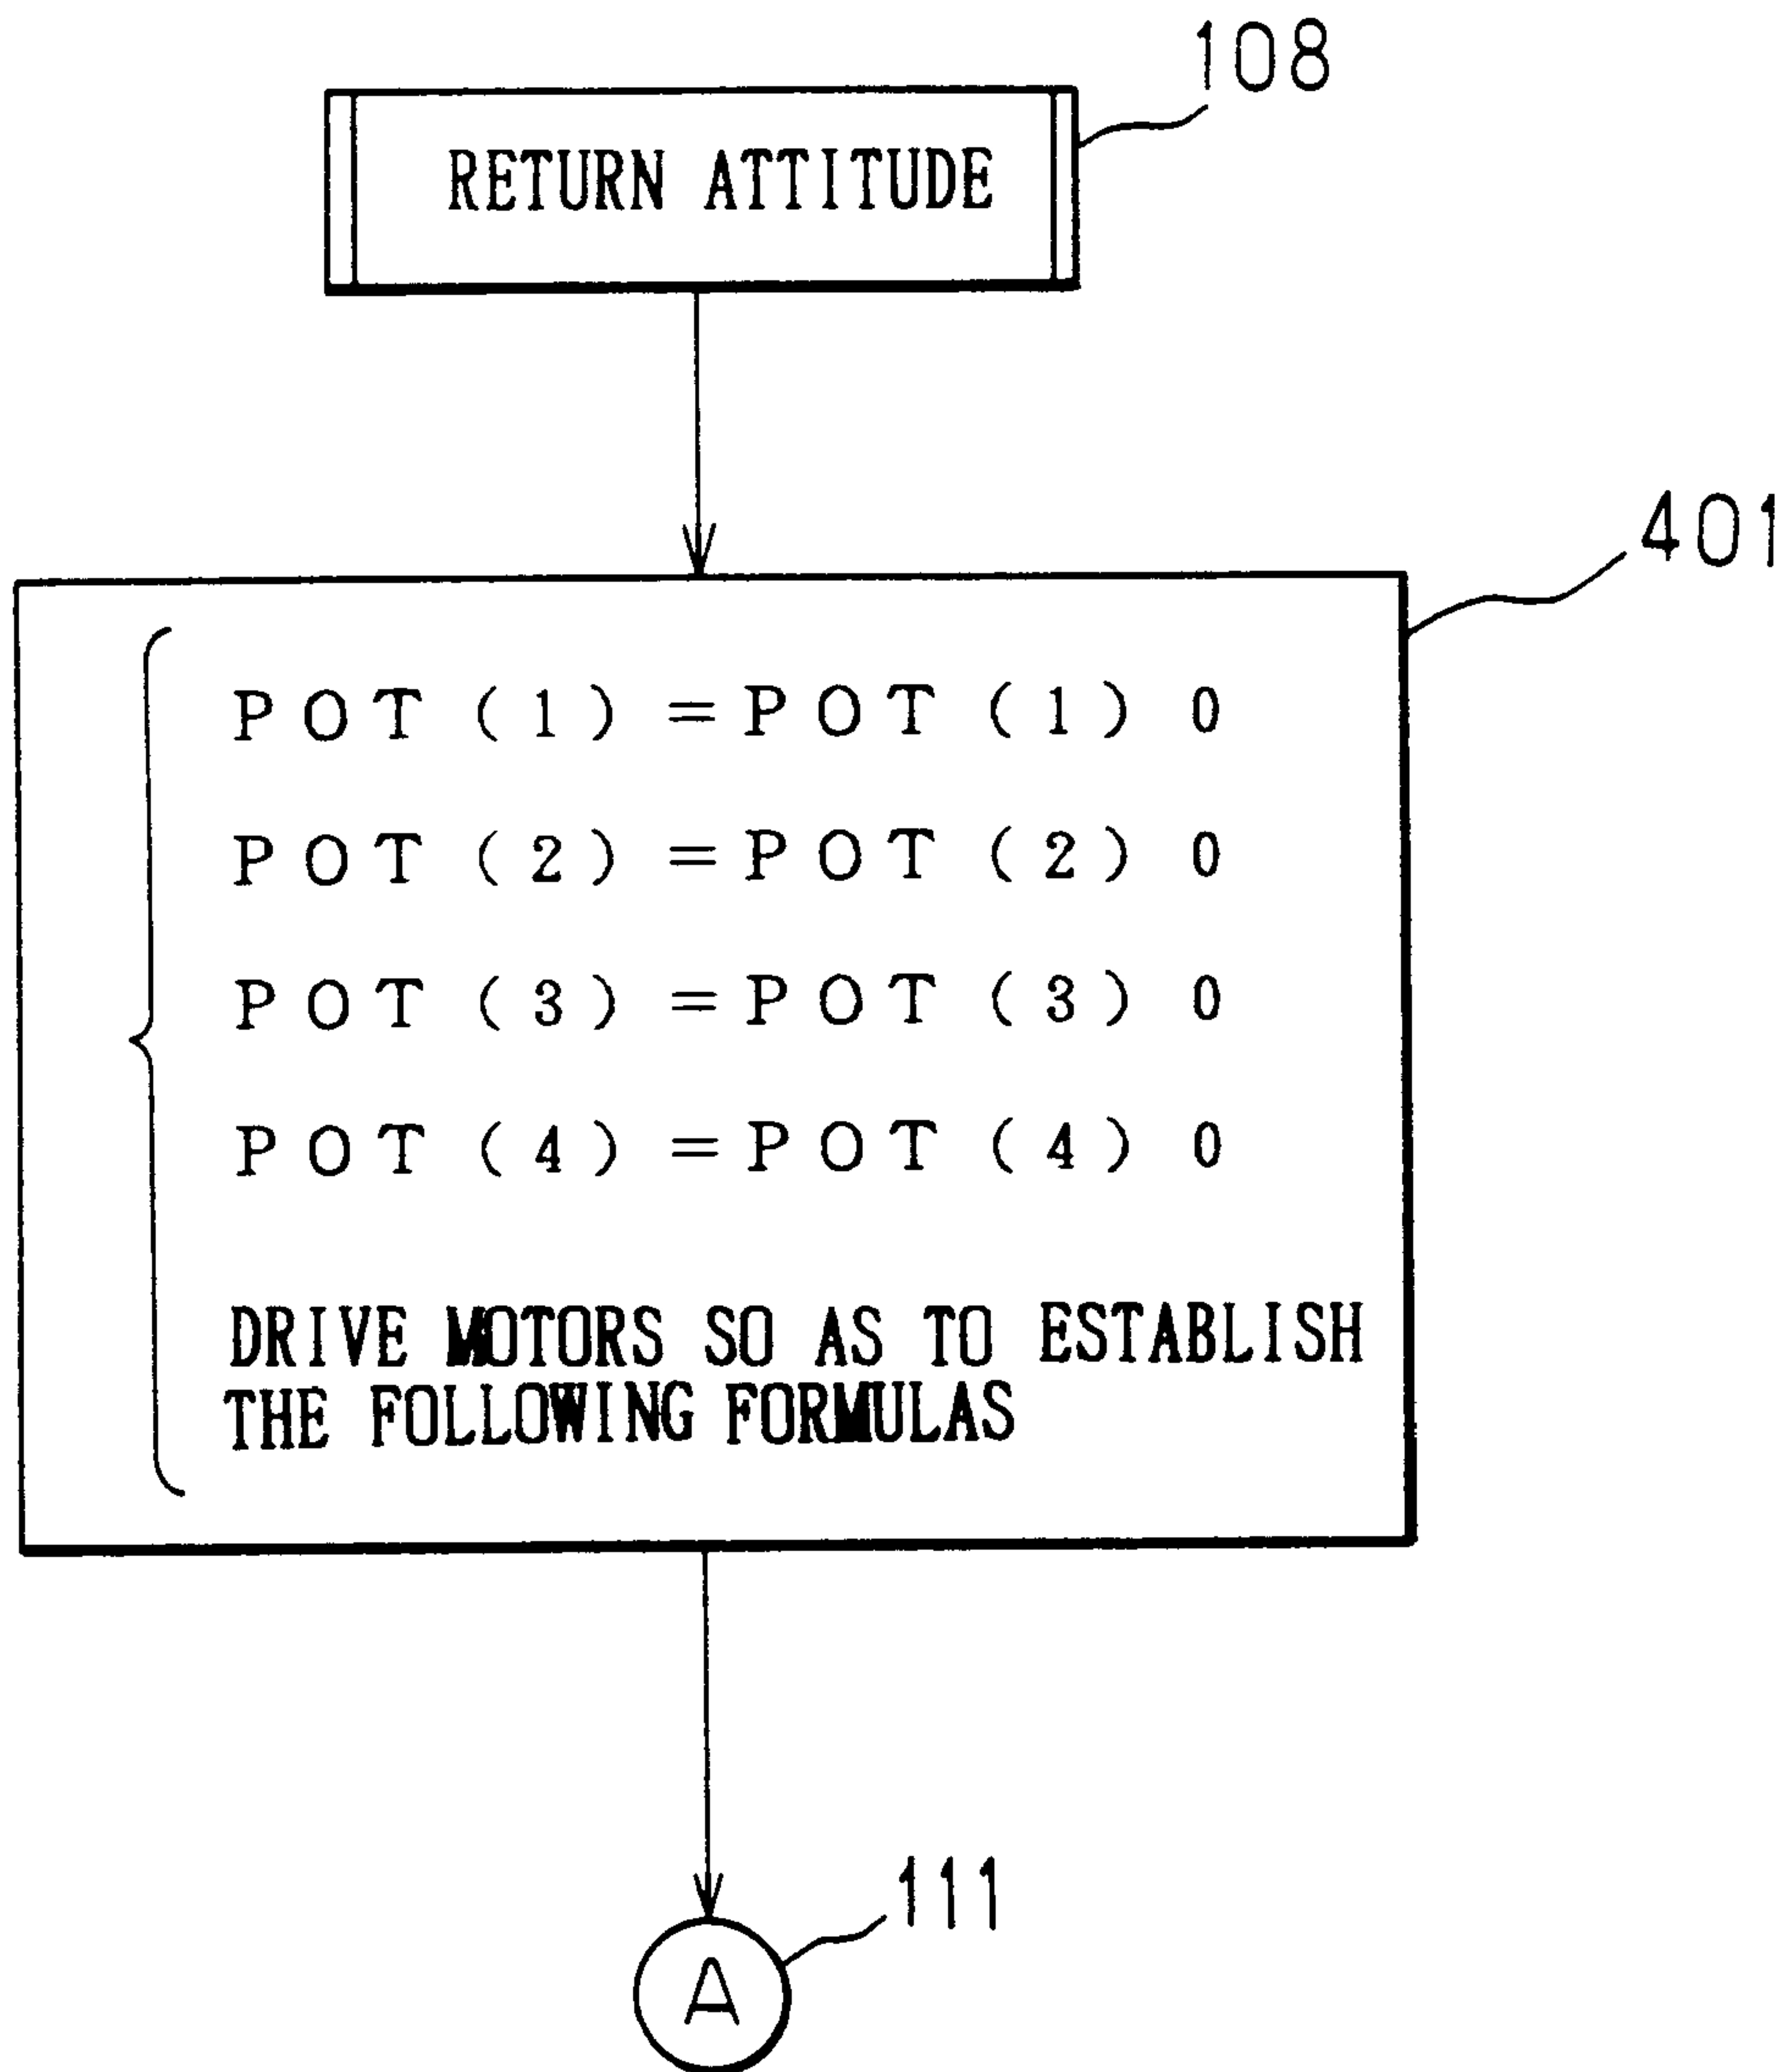 108
RETURN ATTITUDE
401
POT(1)=POT(1)0
POT(2)=POT(2)0
POT(3)=POT(3)0
POT(4)=POT(4)0
DRIVE MOTORS SO AS TO ESTABLISH
THE FOLLOWING FORMULAS
111
A